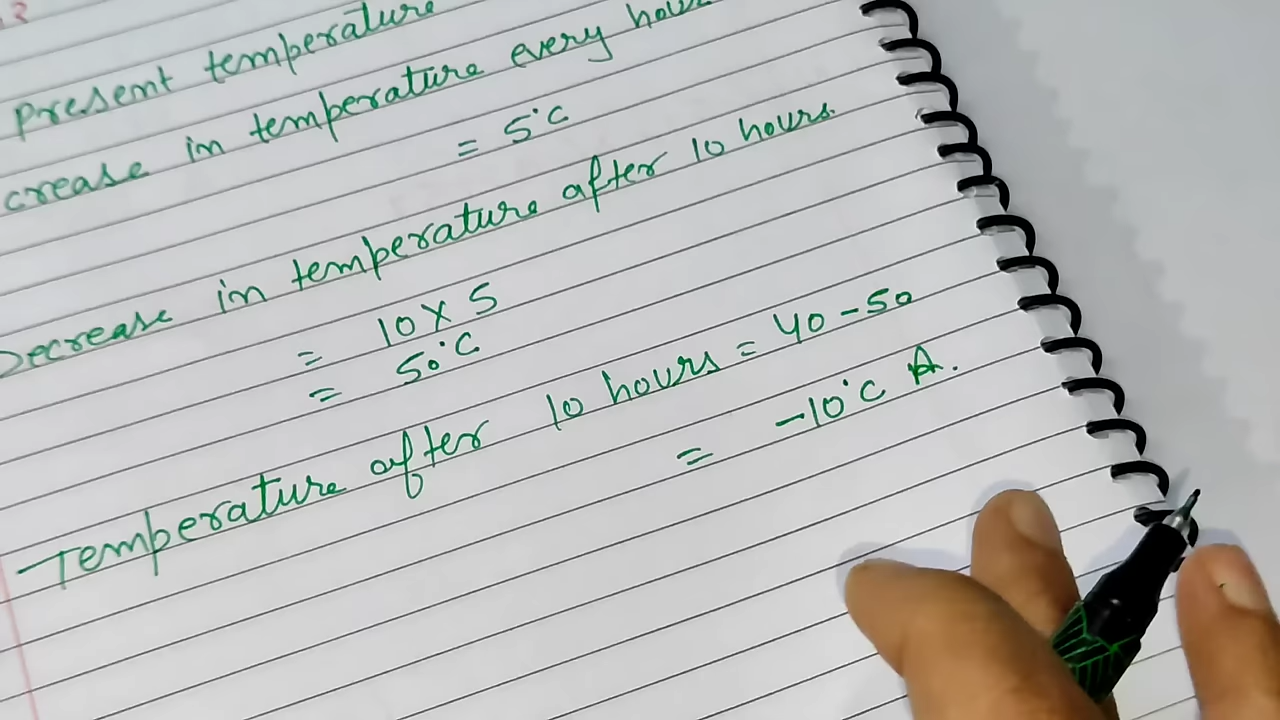 Present temperature
crease in temperature every hour
= 5°C
Decrease in temperature after 10 hours.
= 10 X 5
= 50°C
Temperature after 10 hours = 40 - 50
= -10°C A.